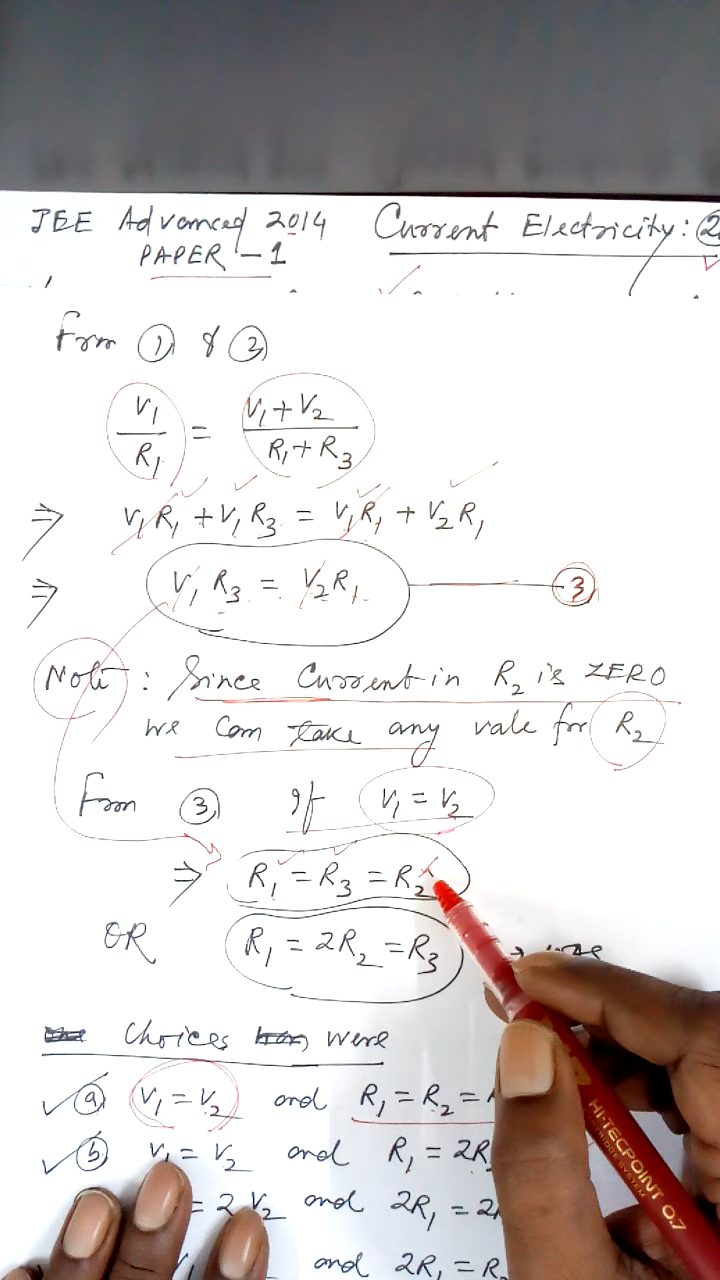 JEE Advanced 2014 Current Electricity: 2
PAPER - 1
From ① & ②
V₁/R₁ = (V₁+V₂)/(R₁+R₃)
⇒ V₁R₁ + V₁R₃ = V₁R₁ + V₂R₁
⇒ V₁R₃ = V₂R₁ ③
Note: Since Current in R₂ is ZERO
we can take any vale for R₂
From ③ If V₁ = V₂
⇒ R₁ = R₃ = R₂
OR R₁ = 2R₂ = R₃
Choices were
ⓐ V₁ = V₂ and R₁ = R₂ =
ⓑ V₁ = V₂ and R₁ = 2R
= 2V₂ and 2R₁ = 2
and 2R₁ = R₂
HI-TECPOINT 0.7